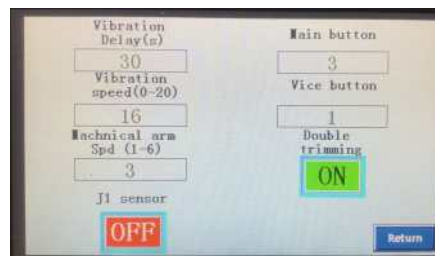 Vibration
Delay(s)
30
Vibration
speed(0-20)
16
Machnical arm
Spd (1-6)
3
J1 sensor
OFF
Main button
3
Vice button
1
Double
trimming
ON
Return